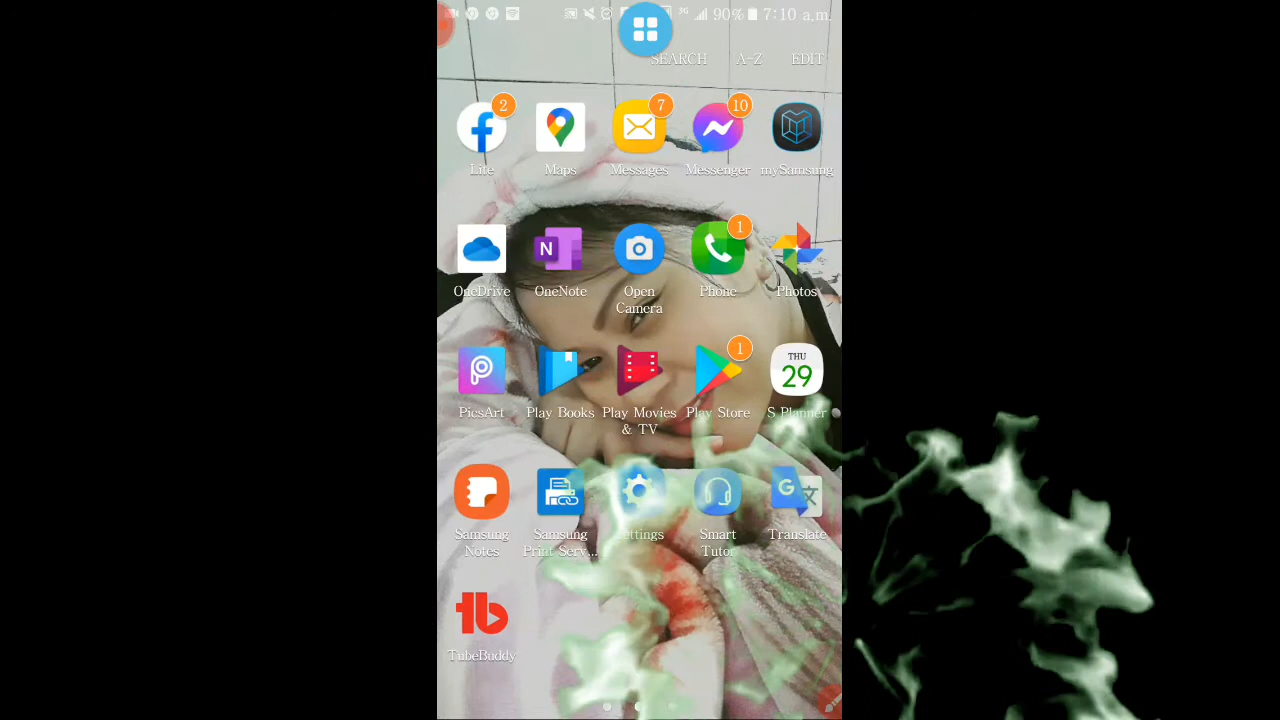 3G 90% 7:10 a.m.
SEARCH A-Z EDIT
2 7 10
Lite Maps Messages Messenger mySamsung
1
N
OneDrive OneNote Open Camera Phone Photos
1
THU
29
PicsArt Play Books Play Movies & TV Play Store S Planner
G
Samsung Notes Samsung Print Serv... Settings Smart Tutor Translate
tb
TubeBuddy